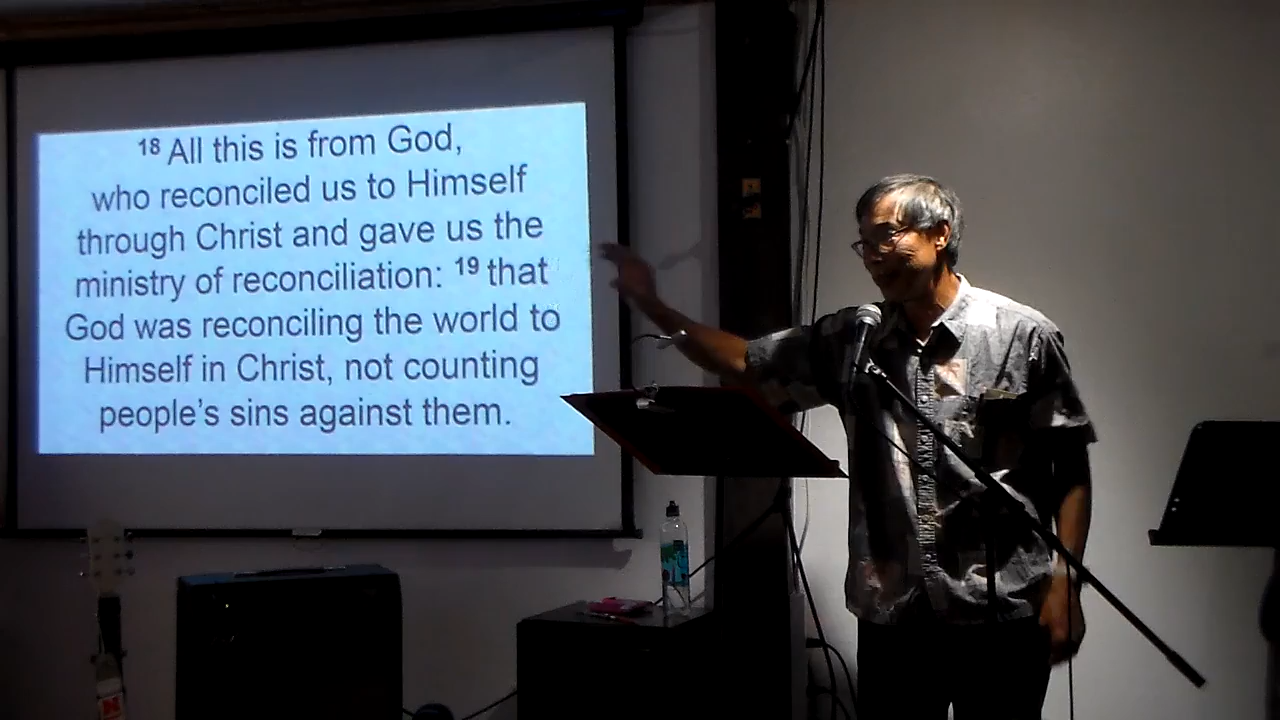 18 All this is from God,
who reconciled us to Himself
through Christ and gave us the
ministry of reconciliation: 19 that
God was reconciling the world to
Himself in Christ, not counting
people’s sins against them.
N